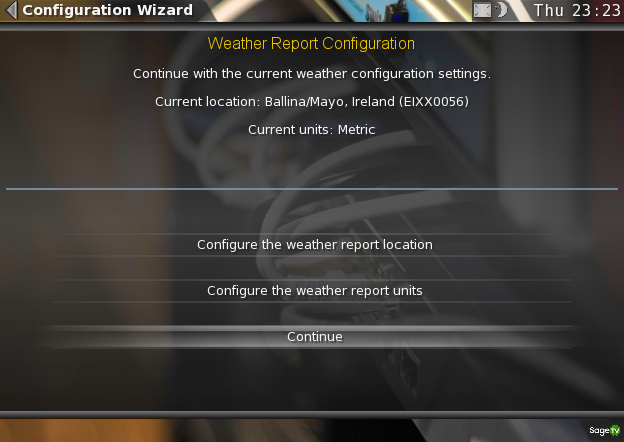 Configuration Wizard
Thu 23:23
Weather Report Configuration
Continue with the current weather configuration settings.
Current location: Ballina/Mayo, Ireland (EIXX0056)
Current units: Metric
Configure the weather report location
Configure the weather report units
Continue
SageTV